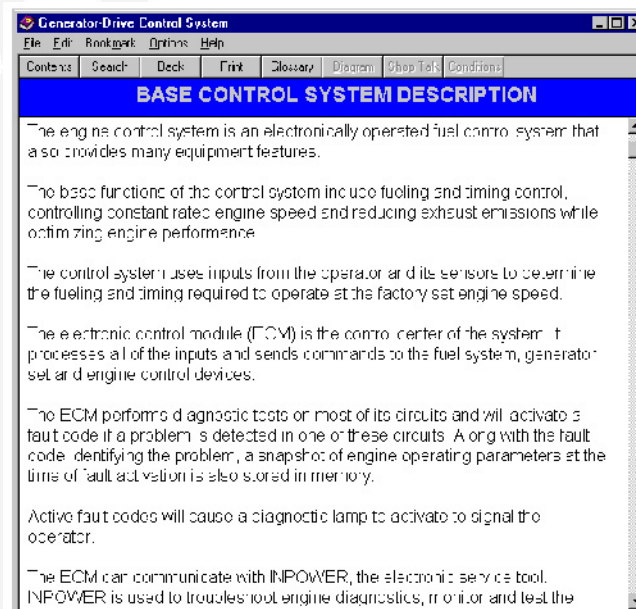 Generator-Drive Control System
File Edit Bookmark Options Help
Contents Search Back Print Glossary Diagram Shop Talk Conditions
BASE CONTROL SYSTEM DESCRIPTION
The engine control system is an electronically operated fuel control system that
also provides many equipment features.
The base functions of the control system include fueling and timing control,
controlling constant rated engine speed and reducing exhaust emissions while
optimizing engine performance.
The control system uses inputs from the operator and its sensors to determine
the fueling and timing required to operate at the factory set engine speed.
The electronic control module (ECM) is the control center of the system. It
processes all of the inputs and sends commands to the fuel system, generator
set and engine control devices.
The ECM performs diagnostic tests on most of its circuits and will activate a
fault code if a problem is detected in one of these circuits. Along with the fault
code identifying the problem, a snapshot of engine operating parameters at the
time of fault activation is also stored in memory.
Active fault codes will cause a diagnostic lamp to activate to signal the
operator.
The ECM can communicate with INPOWER, the electronic service tool.
INPOWER is used to troubleshoot engine diagnostics, monitor and test the